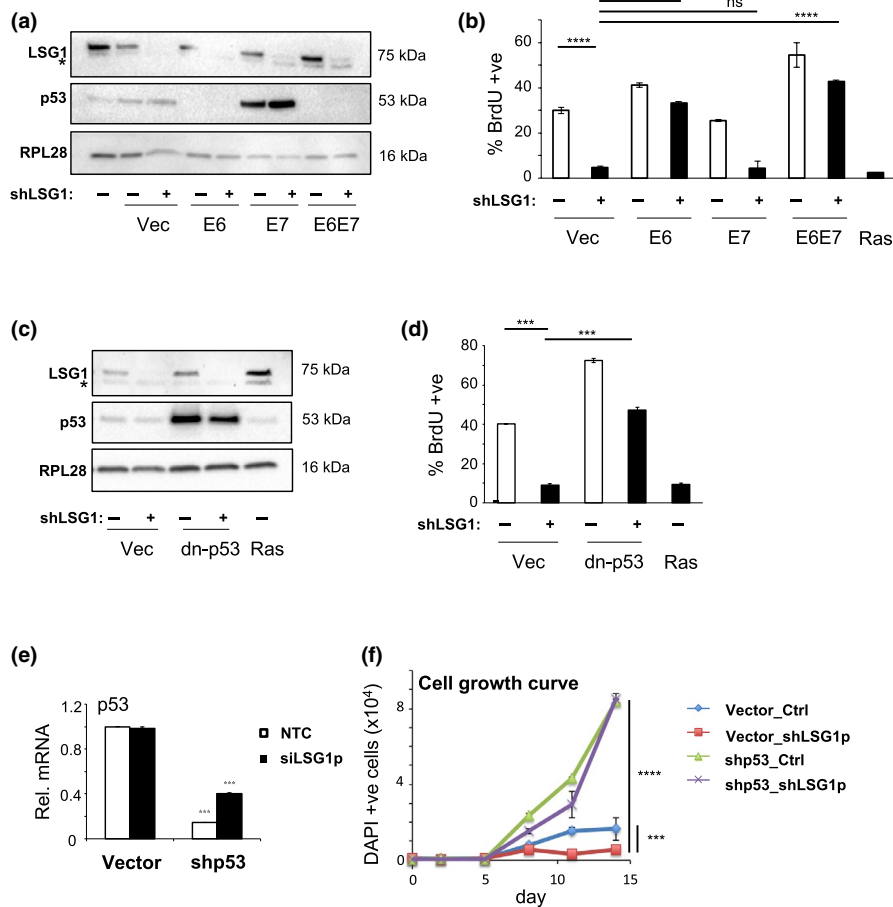 (a)
LSG1
*
75 kDa
p53
53 kDa
RPL28
16 kDa
shLSG1: – – + – + – + – +
Vec E6 E7 E6E7
(b)
ns
****
****
% BrdU +ve
60
40
20
0
shLSG1: – + – + – + – + –
Vec E6 E7 E6E7 Ras
(c)
LSG1
*
75 kDa
p53
53 kDa
RPL28
16 kDa
shLSG1: – + – + –
Vec dn-p53 Ras
(d)
***
***
% BrdU +ve
80
60
40
20
0
shLSG1: – + – + –
Vec dn-p53 Ras
(e)
p53
Rel. mRNA
1.2
0.8
0.4
0
NTC
siLSG1p
***
***
Vector shp53
(f)
Cell growth curve
DAPI +ve cells (x10⁴)
8
4
0
0 5 10 15
day
Vector_Ctrl
Vector_shLSG1p
shp53_Ctrl
shp53_shLSG1p
****
***